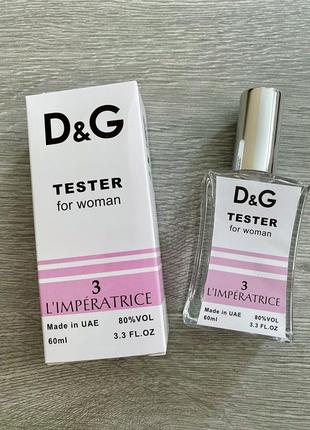 D&G
TESTER
for woman
3
L'IMPÉRATRICE
Made in UAE 80%VOL
60ml 3.3 FL.OZ
D&G
TESTER
for woman
3
L'IMPÉRATRICE
Made in UAE 80%VOL
60ml 3.3 FL.OZ